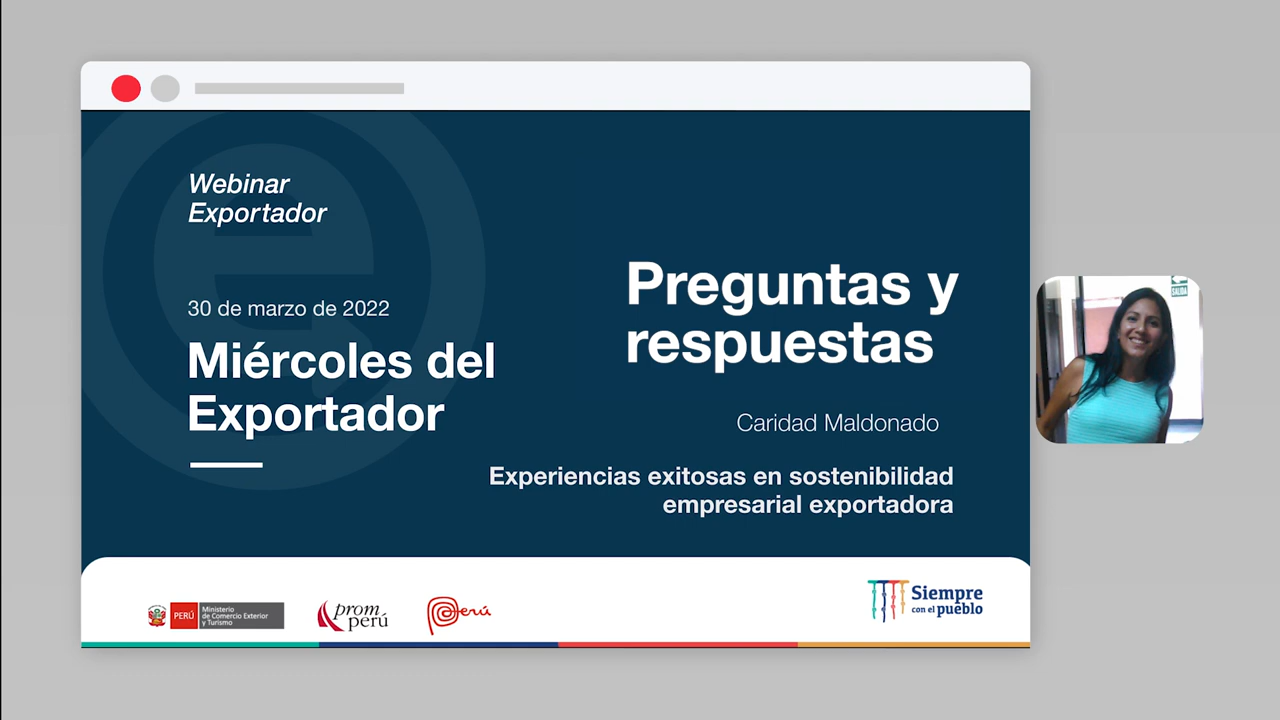 Webinar
Exportador
30 de marzo de 2022
Miércoles del
Exportador
Preguntas y
respuestas
Caridad Maldonado
Experiencias exitosas en sostenibilidad
empresarial exportadora
SALIDA
PERÚ
Ministerio
de Comercio Exterior
y Turismo
prom
perú
Perú
Siempre
con el pueblo